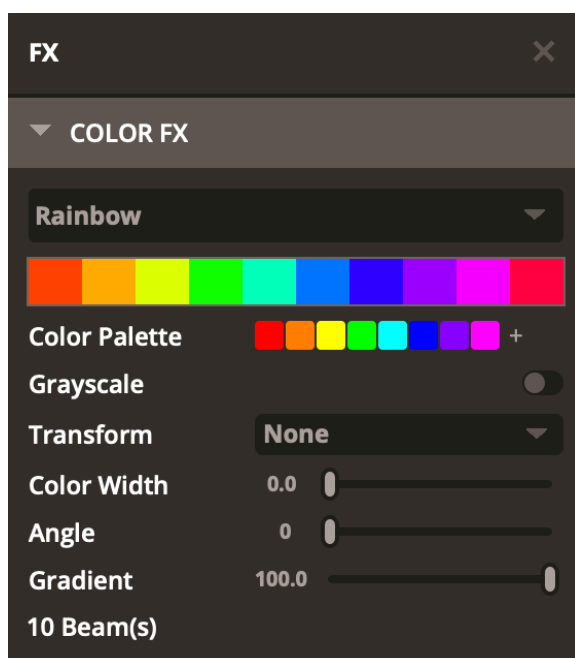 FX
COLOR FX
Rainbow
Color Palette +
Grayscale
Transform None
Color Width 0.0
Angle 0
Gradient 100.0
10 Beam(s)